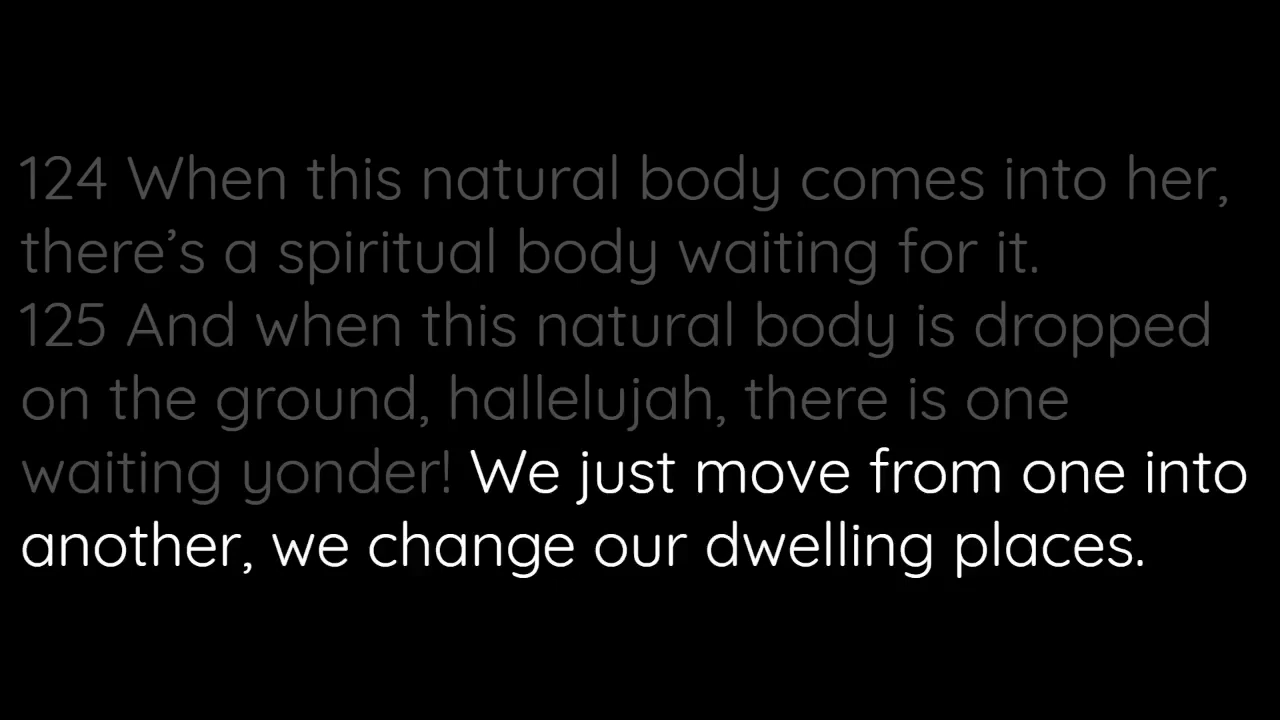 124 When this natural body comes into her,
there’s a spiritual body waiting for it.
125 And when this natural body is dropped
on the ground, hallelujah, there is one
waiting yonder! We just move from one into
another, we change our dwelling places.